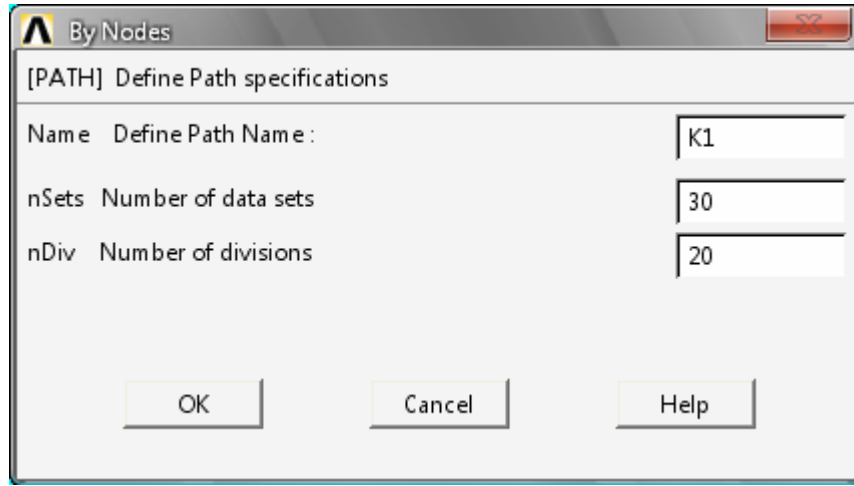 By Nodes
[PATH] Define Path specifications
Name Define Path Name : K1
nSets Number of data sets 30
nDiv Number of divisions 20
OK Cancel Help